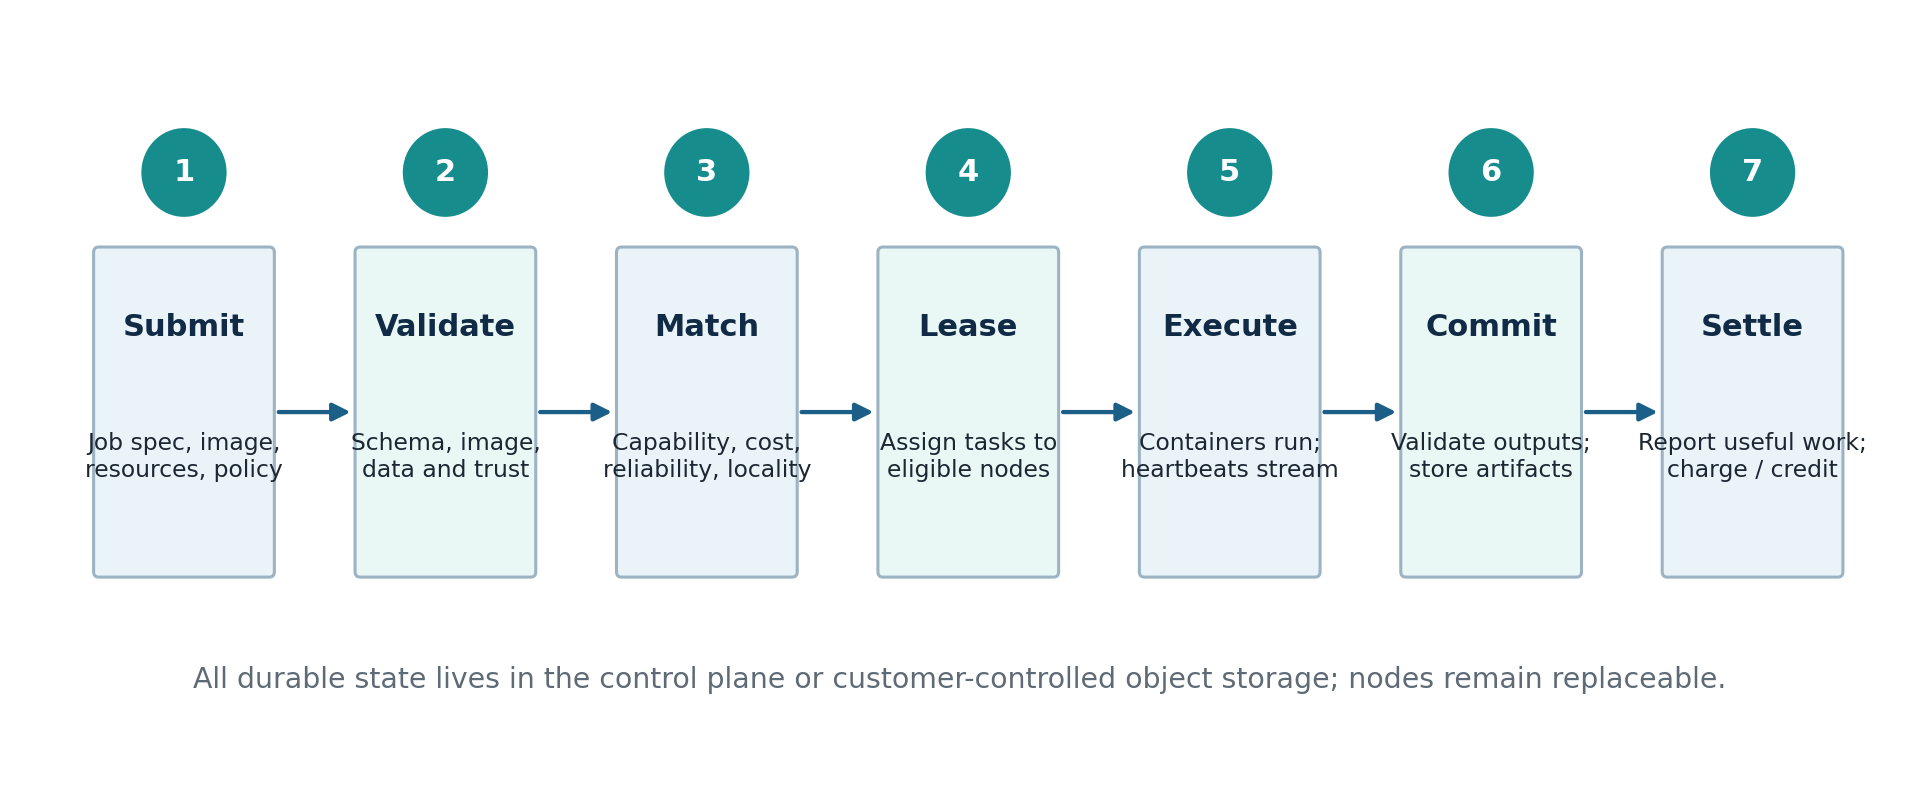 1
2
3
4
5
6
7
Submit
Validate
Match
Lease
Execute
Commit
Settle
Job spec, image,
resources, policy
Schema, image,
data and trust
Capability, cost,
reliability, locality
Assign tasks to
eligible nodes
Containers run;
heartbeats stream
Validate outputs;
store artifacts
Report useful work;
charge / credit
All durable state lives in the control plane or customer-controlled object storage; nodes remain replaceable.